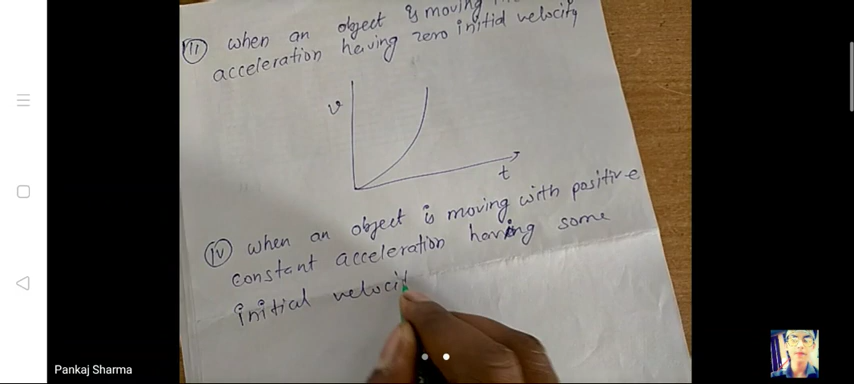 (iii) when an object is moving
acceleration having zero initial velocity
v
t
(iv) when an object is moving with positive
constant acceleration having some
initial velocit
Pankaj Sharma